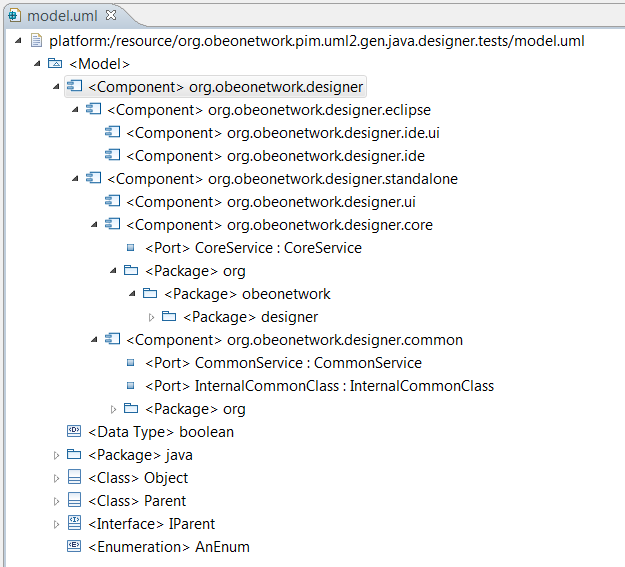 model.uml
platform:/resource/org.obeonetwork.pim.uml2.gen.java.designer.tests/model.uml
<Model>
<Component> org.obeonetwork.designer
<Component> org.obeonetwork.designer.eclipse
<Component> org.obeonetwork.designer.ide.ui
<Component> org.obeonetwork.designer.ide
<Component> org.obeonetwork.designer.standalone
<Component> org.obeonetwork.designer.ui
<Component> org.obeonetwork.designer.core
<Port> CoreService : CoreService
<Package> org
<Package> obeonetwork
<Package> designer
<Component> org.obeonetwork.designer.common
<Port> CommonService : CommonService
<Port> InternalCommonClass : InternalCommonClass
<Package> org
<Data Type> boolean
<Package> java
<Class> Object
<Class> Parent
<Interface> IParent
<Enumeration> AnEnum